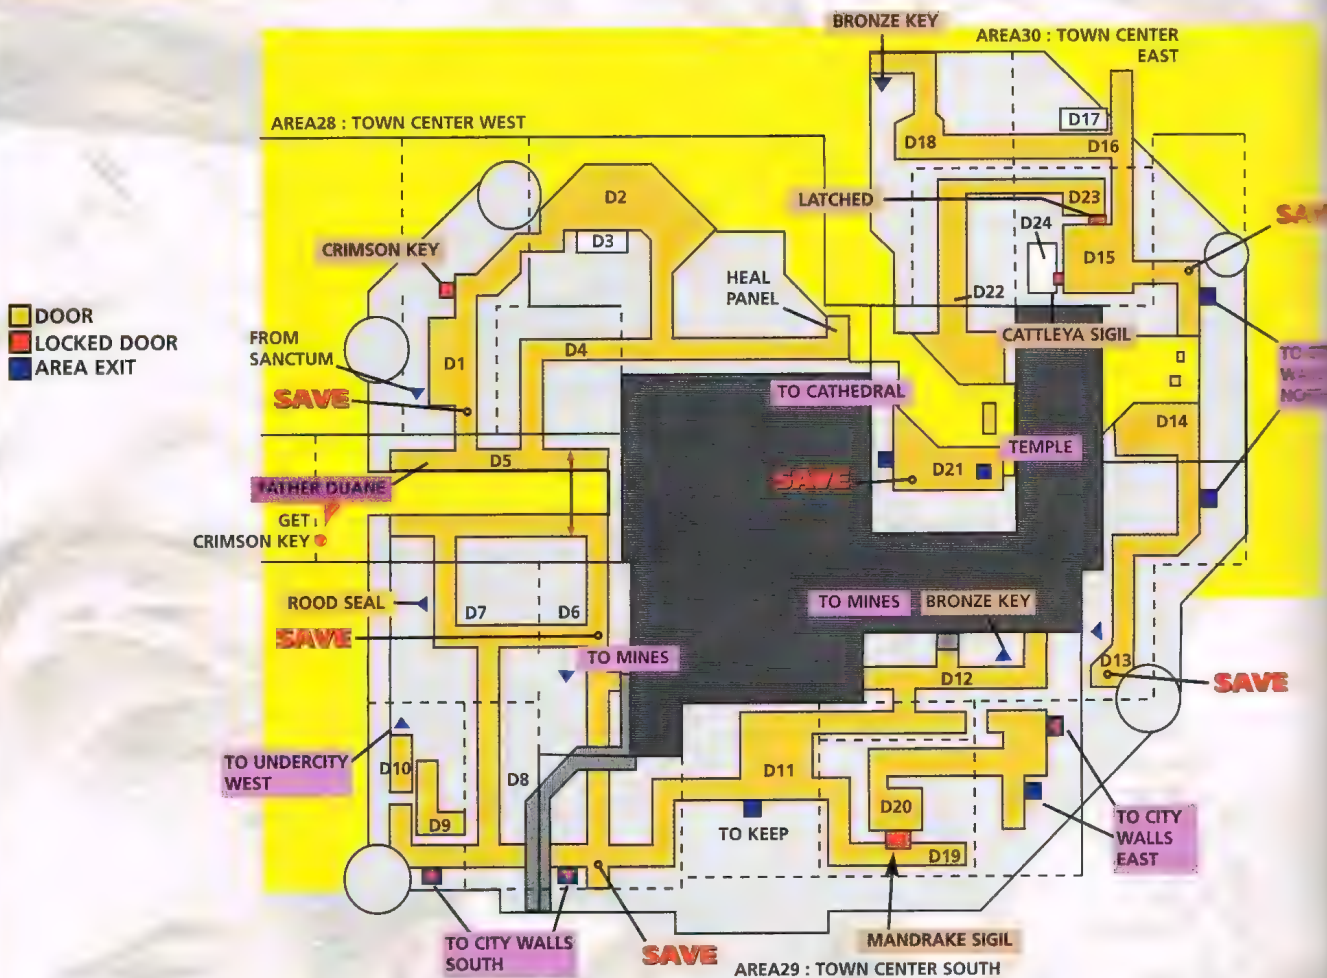 BRONZE KEY
AREA30 : TOWN CENTER
EAST
AREA28 : TOWN CENTER WEST
D17
D18
D16
D2
LATCHED
D23
D24
D3
CRIMSON KEY
D15
HEAL
PANEL
D22
DOOR
LOCKED DOOR
AREA EXIT
FROM
SANCTUM
D1
D4
CATTLEYA SIGIL
SAVE
TO CATHEDRAL
D14
D5
TEMPLE
D21
SAVE
FATHER DUANE
GET
CRIMSON KEY
ROOD SEAL
D7
D6
TO MINES
BRONZE KEY
SAVE
TO MINES
D12
D13
SAVE
TO UNDERCITY
WEST
D10
D8
D11
D9
D20
TO KEEP
D19
TO CITY
WALLS
EAST
TO CITY WALLS
SOUTH
SAVE
MANDRAKE SIGIL
AREA29 : TOWN CENTER SOUTH